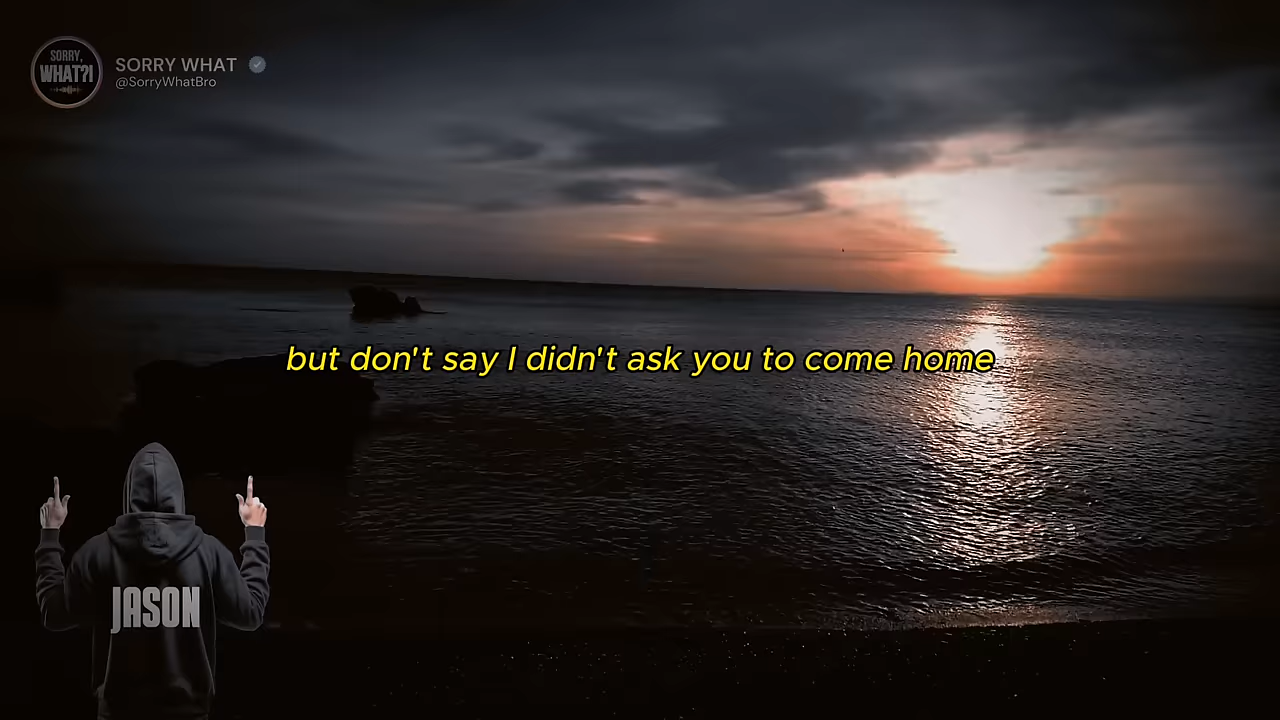 SORRY,
WHAT?!
SORRY WHAT
@SorryWhatBro
but don't say I didn't ask you to come home
JASON